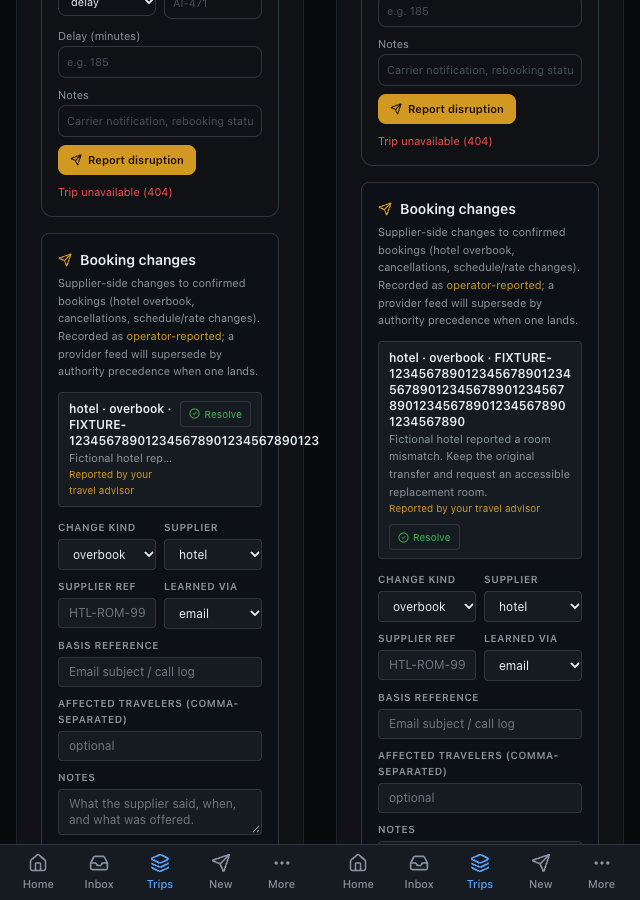 delay
AI-471
Delay (minutes)
e.g. 185
Notes
Carrier notification, rebooking statu
Report disruption
Trip unavailable (404)
Booking changes
Supplier-side changes to confirmed
bookings (hotel overbook,
cancellations, schedule/rate changes).
Recorded as operator-reported; a
provider feed will supersede by
authority precedence when one lands.
hotel · overbook ·
FIXTURE-
123456789012345678901234567890123
Resolve
Fictional hotel rep...
Reported by your
travel advisor
CHANGE KIND
SUPPLIER
overbook
hotel
SUPPLIER REF
LEARNED VIA
HTL-ROM-99
email
BASIS REFERENCE
Email subject / call log
AFFECTED TRAVELERS (COMMA-
SEPARATED)
optional
NOTES
What the supplier said, when,
and what was offered.
Home
Inbox
Trips
New
More
e.g. 185
Notes
Carrier notification, rebooking statu
Report disruption
Trip unavailable (404)
Booking changes
Supplier-side changes to confirmed
bookings (hotel overbook,
cancellations, schedule/rate changes).
Recorded as operator-reported; a
provider feed will supersede by
authority precedence when one lands.
hotel · overbook · FIXTURE-
123456789012345678901234
56789012345678901234567
89012345678901234567890
1234567890
Fictional hotel reported a room
mismatch. Keep the original
transfer and request an accessible
replacement room.
Reported by your travel advisor
Resolve
CHANGE KIND
SUPPLIER
overbook
hotel
SUPPLIER REF
LEARNED VIA
HTL-ROM-99
email
BASIS REFERENCE
Email subject / call log
AFFECTED TRAVELERS (COMMA-
SEPARATED)
optional
NOTES
Home
Inbox
Trips
New
More